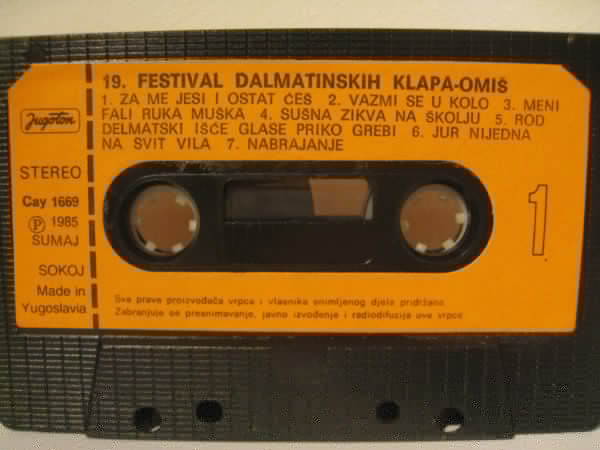 19. FESTIVAL DALMATINSKIH KLAPA-OMIŠ
1. ZA ME JESI I OSTAT ĆEŠ 2. VAZMI SE U KOLO 3. MENI
FALI RUKA MUŠKA 4. SUŠNA ZIKVA NA ŠKOLJU 5. ROD
DELMATSKI IŠĆE GLASE PRIKO GREBI 6. JUR NIJEDNA
NA SVIT VILA 7. NABRAJANJE
Jugoton
STEREO
Cay 1669
Ⓟ 1985
SUMAJ
SOKOJ
Made in
Yugoslavia
1
Sva prava proizvođača vrpce i vlasnika snimljenog djela pridržana
Zabranjuje se presnimavanje, javno izvođenje i radiodifuzija ove vrpce